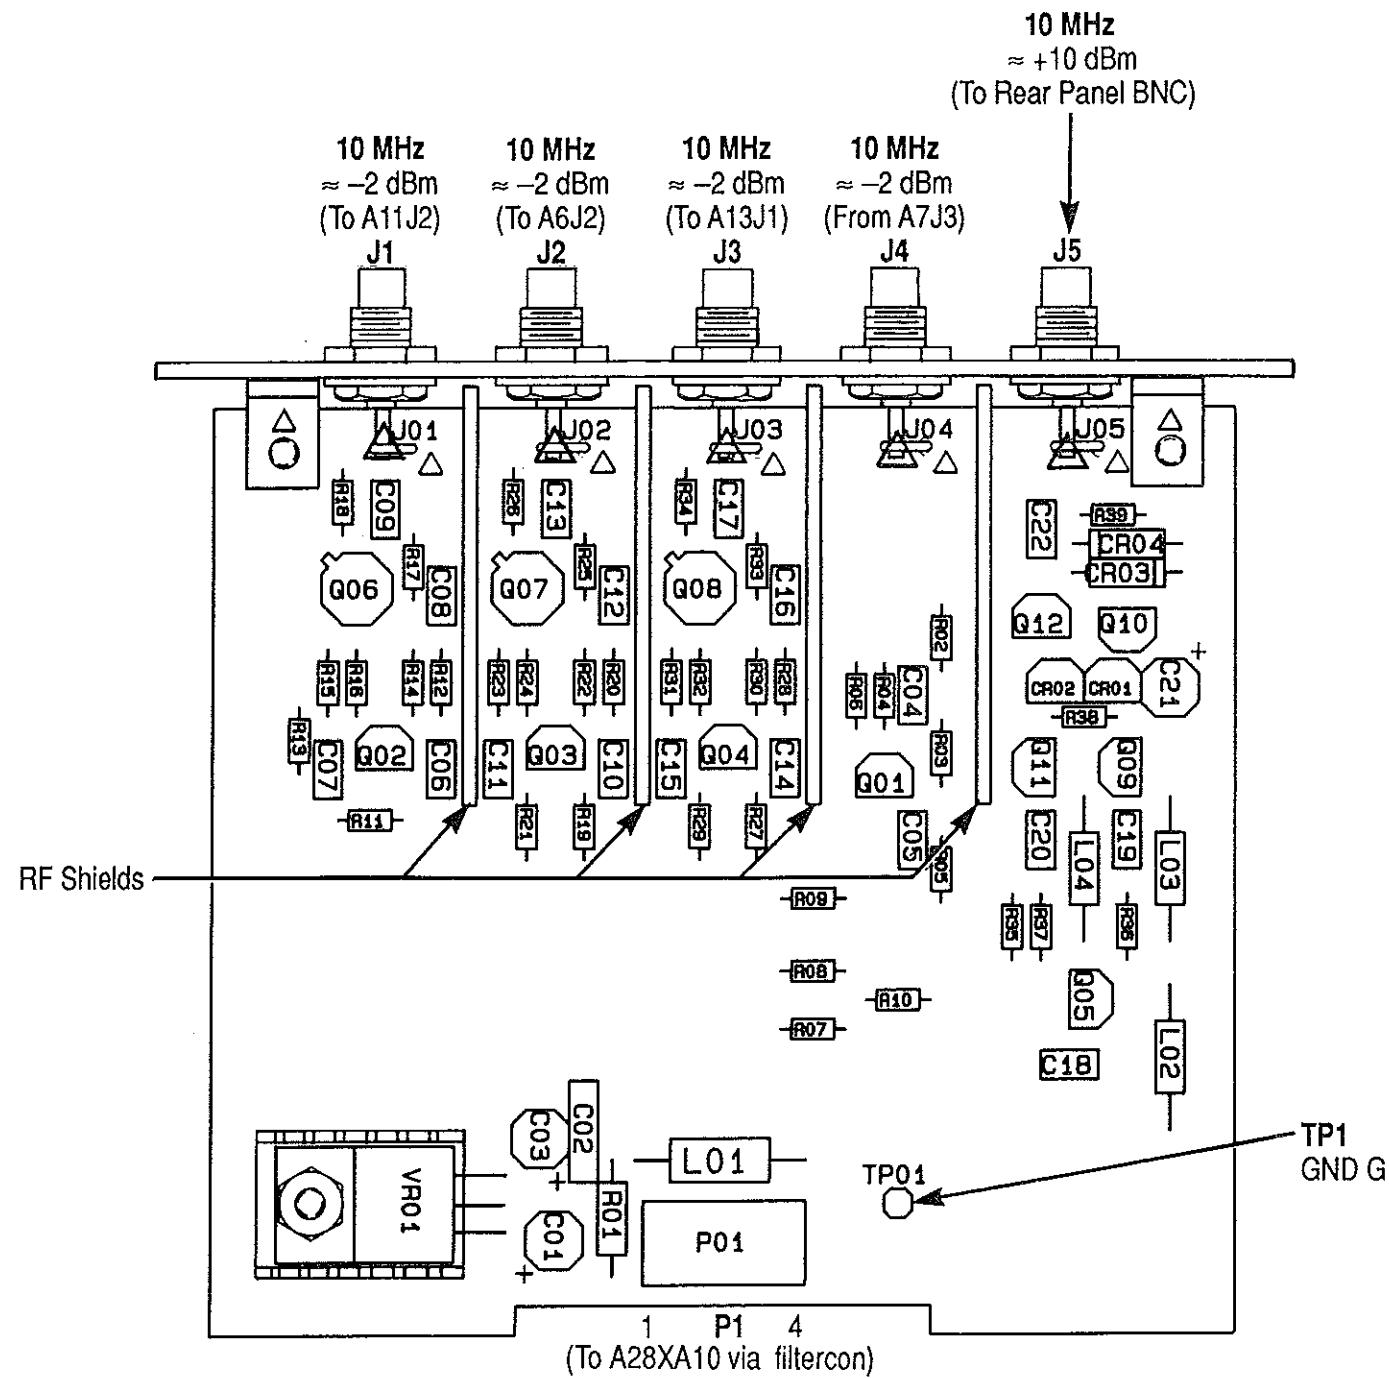 10 MHz
≈ +10 dBm
(To Rear Panel BNC)
10 MHz
≈ –2 dBm
(To A11J2)
J1
10 MHz
≈ –2 dBm
(To A6J2)
J2
10 MHz
≈ –2 dBm
(To A13J1)
J3
10 MHz
≈ –2 dBm
(From A7J3)
J4
J5
J01
J02
J03
J04
J05
R18
C09
R26
C13
R34
C17
C22
R39
CR04
CR03
Q06
R17
C08
Q07
R25
C12
Q08
R33
C16
R02
Q12
Q10
R15
R16
R14
R12
R23
R24
R22
R20
R31
R32
R30
R28
R06
R04
C04
CR02
CR01
C21
+
R38
R13
C07
Q02
C06
C11
Q03
C10
C15
Q04
C14
Q01
R03
Q11
Q09
R11
R21
R19
R29
R27
C05
R05
C20
L04
C19
L03
RF Shields
R09
R35
R37
R36
R08
R10
R07
Q05
C18
L02
C03
C02
L01
TP01
TP1
GND G
VR01
+
R01
C01
+
P01
1 P1 4
(To A28XA10 via filtercon)